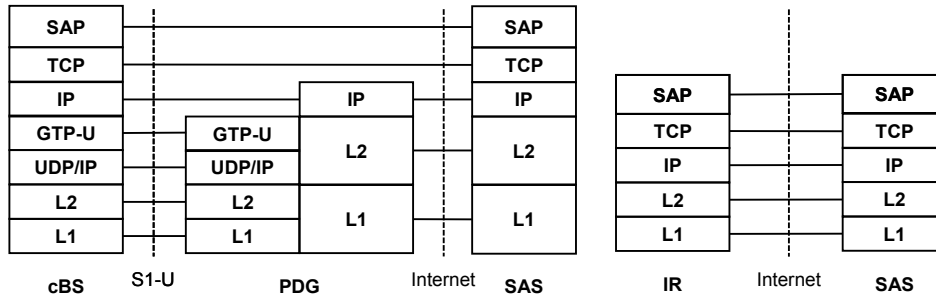 SAP SAP
TCP TCP
IP IP IP SAP SAP
GTP-U GTP-U L2 L2 TCP TCP
UDP/IP UDP/IP IP IP
L2 L2 L1 L1 L2 L2
L1 L1 L1 L1
cBS S1-U PDG Internet SAS IR Internet SAS